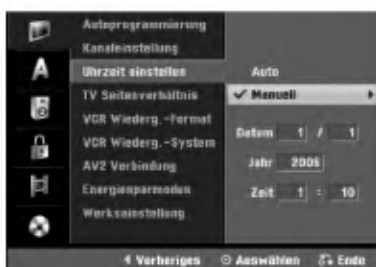 Autoprogrammierung
Kanaleinstellung
Uhrzeit einstellen
TV Seitenverhältnis
VCR Wiederg.-Format
VCR Wiederg.-System
AV2 Verbindung
Energiesparmodus
Werkseinstellung
A
Auto
✓ Manuell
Datum 1 / 1
Jahr 2006
Zeit 1 : 10
Vorheriges Auswählen Ende